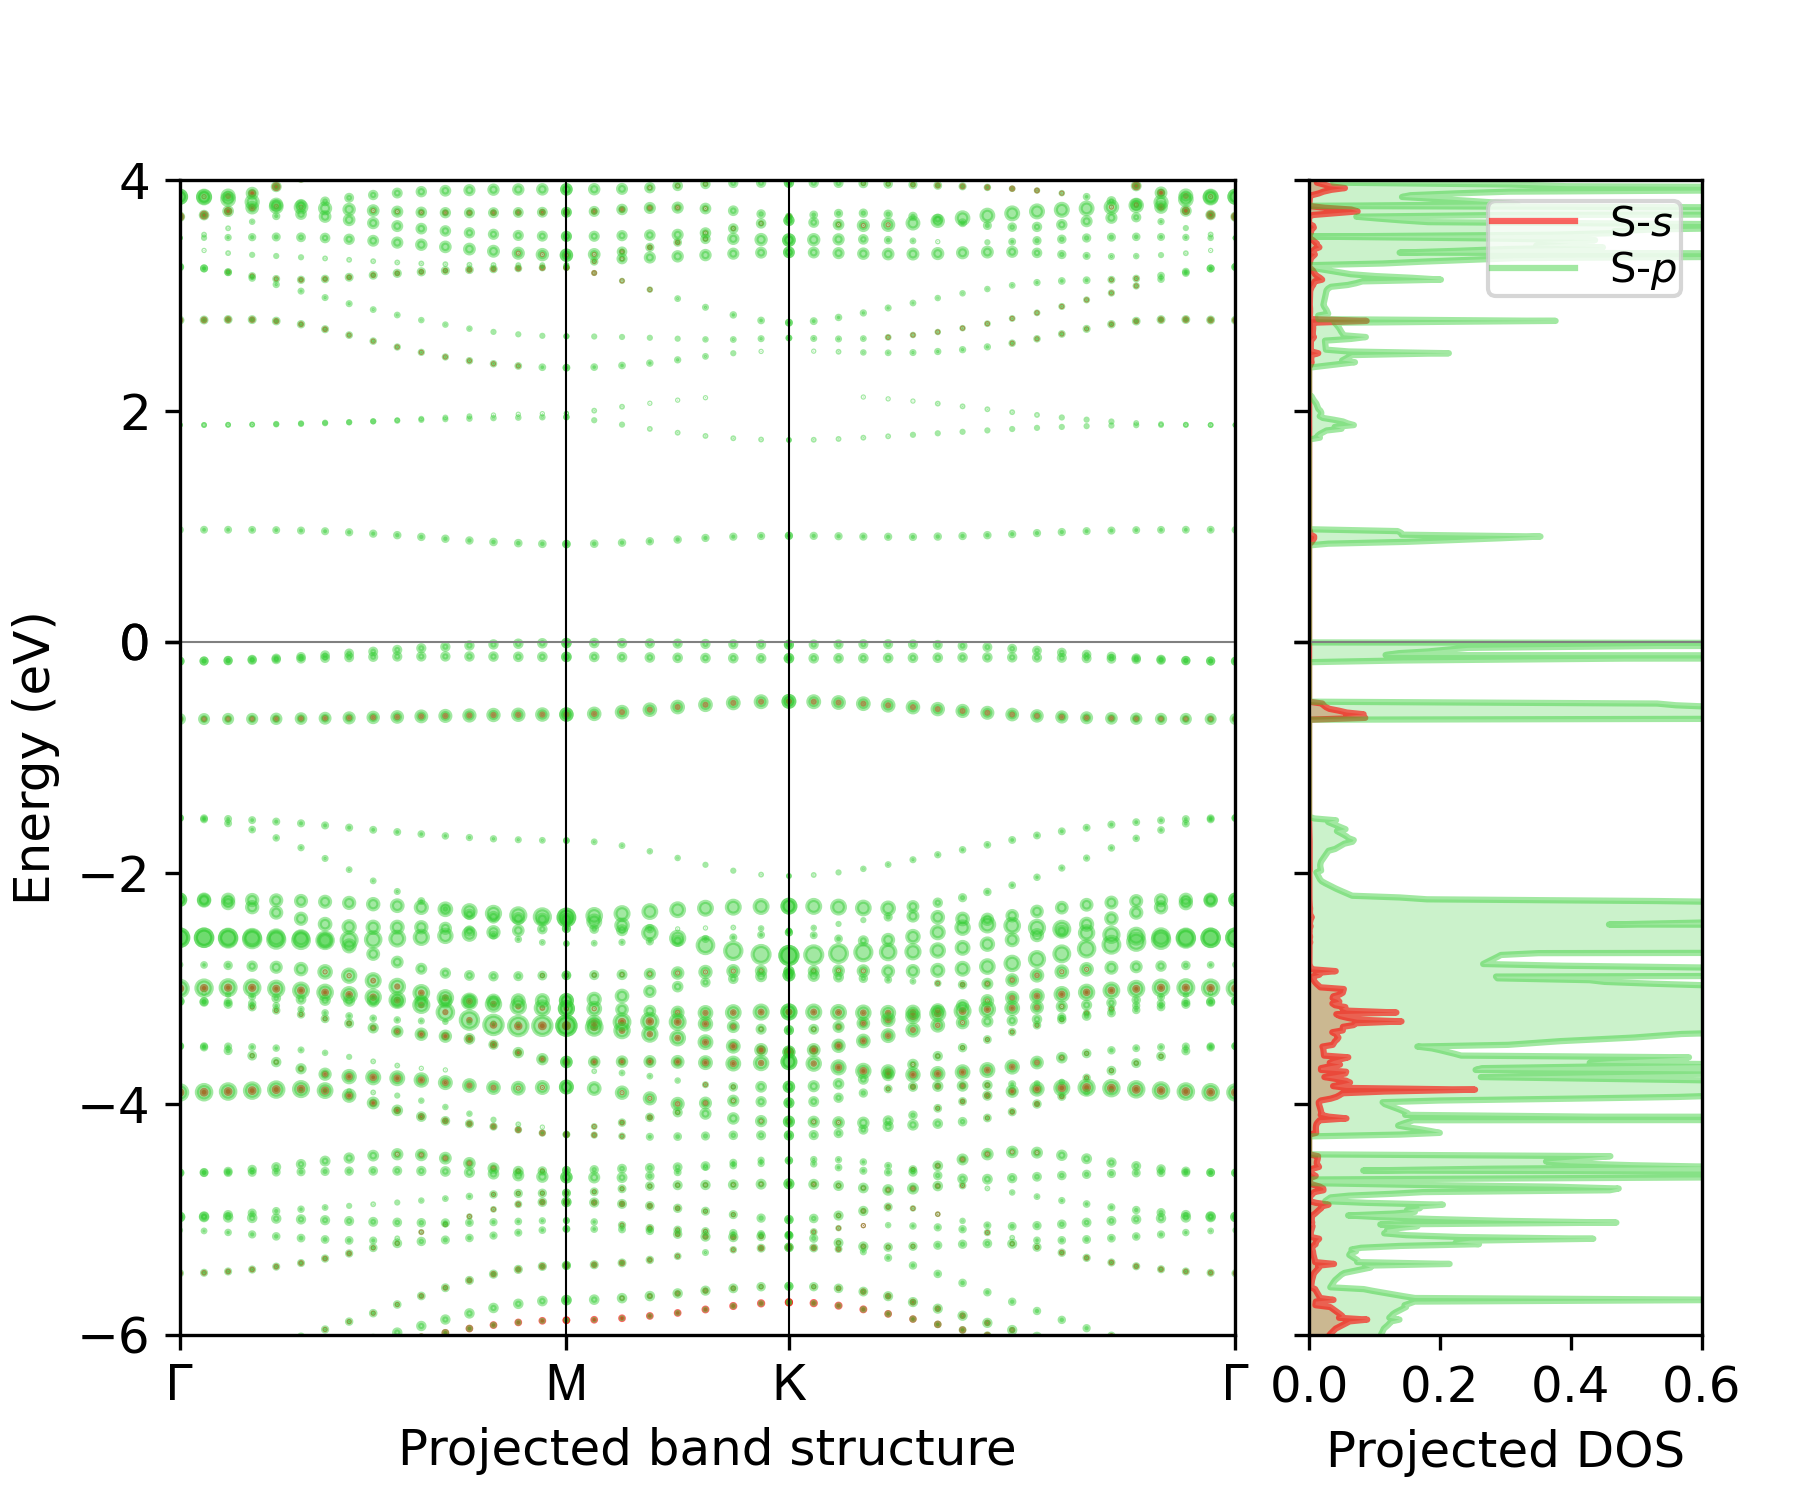 4
2
0
−2
−4
−6
Energy (eV)
Γ M K Γ
Projected band structure
S-s
S-p
0.0 0.2 0.4 0.6
Projected DOS